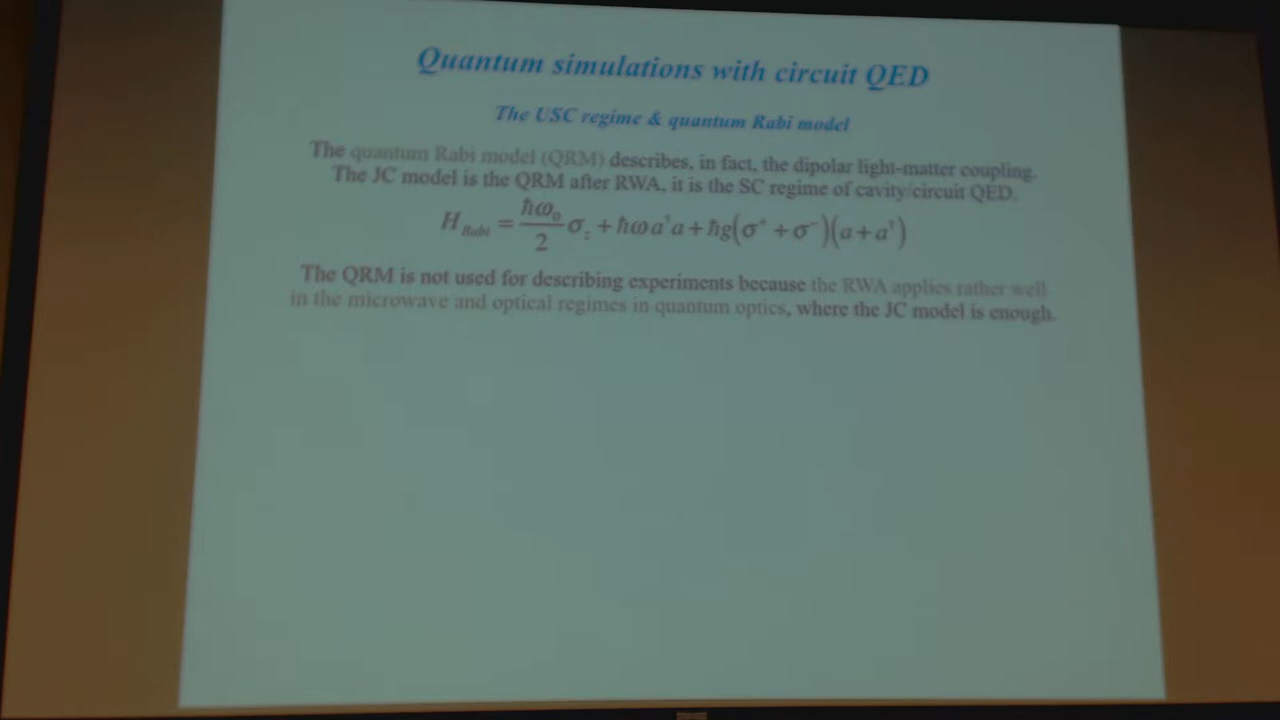 Quantum simulations with circuit QED
The USC regime & quantum Rabi model
The quantum Rabi model (QRM) describes, in fact, the dipolar light-matter coupling.
The JC model is the QRM after RWA, it is the SC regime of cavity/circuit QED.
H_Rabi = ħω₀/2 σ_z + ħω a†a + ħg(σ⁺ + σ⁻)(a + a†)
The QRM is not used for describing experiments because the RWA applies rather well
in the microwave and optical regimes in quantum optics, where the JC model is enough.